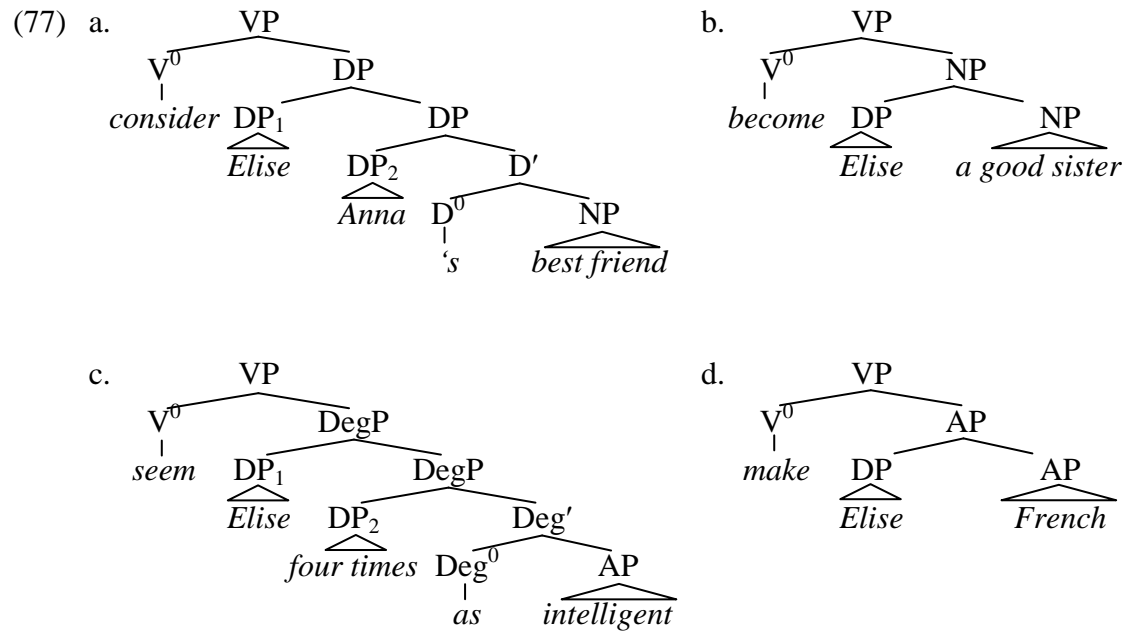 (77) a. VP b. VP
V⁰ DP V⁰ NP
consider DP₁ DP become DP NP
Elise DP₂ D′ Elise a good sister
Anna D⁰ NP
‘s best friend
c. VP d. VP
V⁰ DegP V⁰ AP
seem DP₁ DegP make DP AP
Elise DP₂ Deg′ Elise French
four times Deg⁰ AP
as intelligent